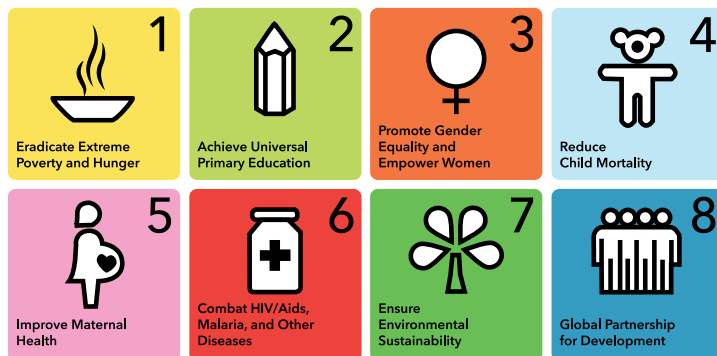 1
Eradicate Extreme
Poverty and Hunger
2
Achieve Universal
Primary Education
3
Promote Gender
Equality and
Empower Women
4
Reduce
Child Mortality
5
Improve Maternal
Health
6
Combat HIV/Aids,
Malaria, and Other
Diseases
7
Ensure
Environmental
Sustainability
8
Global Partnership
for Development